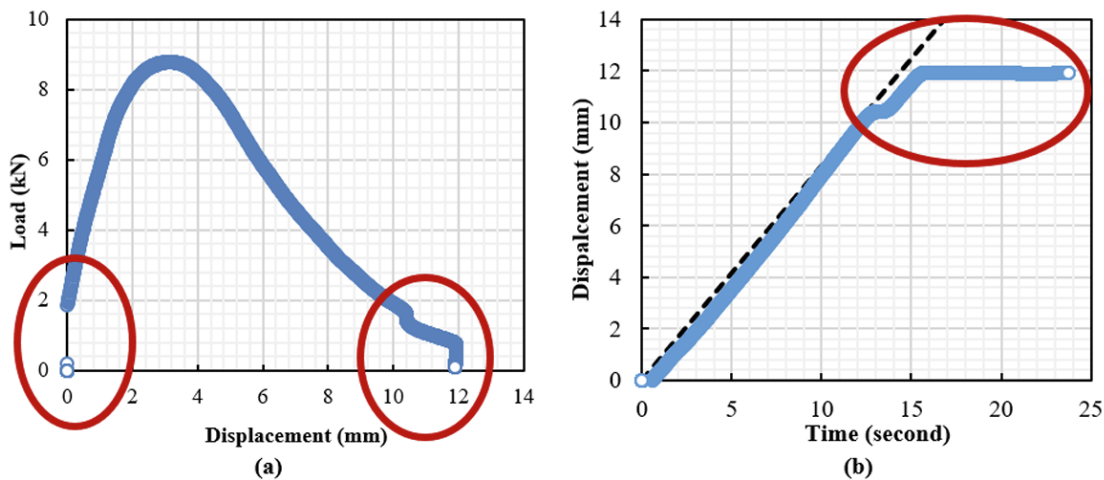 10
8
6
4
2
0
Load (kN)
0 2 4 6 8 10 12 14
Displacement (mm)
(a)
14
12
10
8
6
4
2
0
Dispalcement (mm)
0 5 10 15 20 25
Time (second)
(b)